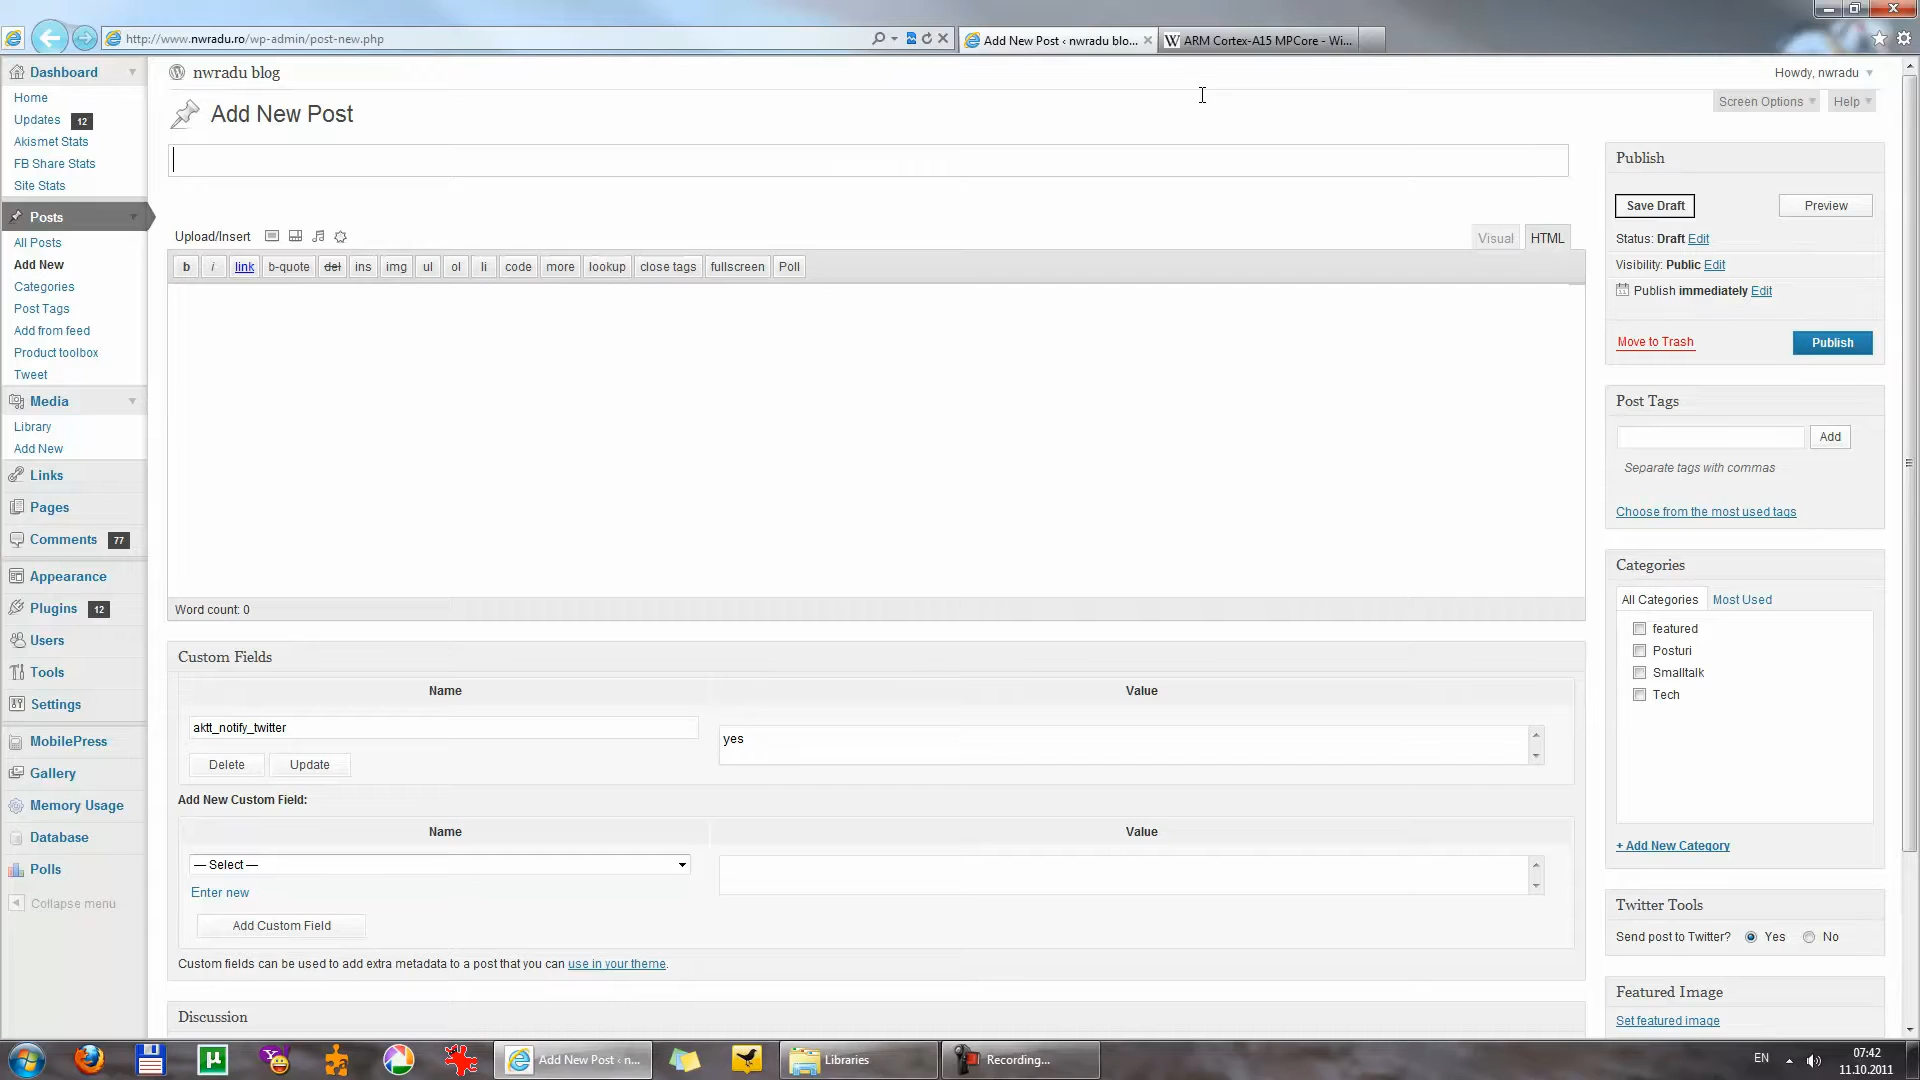 http://www.nwradu.ro/wp-admin/post-new.php
Add New Post ‹ nwradu blo...
ARM Cortex-A15 MPCore - Wi...
Dashboard
Home
Updates 12
Akismet Stats
FB Share Stats
Site Stats
Posts
All Posts
Add New
Categories
Post Tags
Add from feed
Product toolbox
Tweet
Media
Library
Add New
Links
Pages
Comments 77
Appearance
Plugins 12
Users
Tools
Settings
MobilePress
Gallery
Memory Usage
Database
Polls
Collapse menu
nwradu blog
Howdy, nwradu
Screen Options
Help
Add New Post
Upload/Insert
Visual
HTML
b i link b-quote del ins img ul ol li code more lookup close tags fullscreen Poll
Word count: 0
Custom Fields
Name Value
aktt_notify_twitter
yes
Delete Update
Add New Custom Field:
Name Value
— Select —
Enter new
Add Custom Field
Custom fields can be used to add extra metadata to a post that you can use in your theme.
Discussion
Publish
Save Draft Preview
Status: Draft Edit
Visibility: Public Edit
Publish immediately Edit
Move to Trash Publish
Post Tags
Add
Separate tags with commas
Choose from the most used tags
Categories
All Categories Most Used
featured
Posturi
Smalltalk
Tech
+ Add New Category
Twitter Tools
Send post to Twitter? Yes No
Featured Image
Set featured image
Add New Post ‹ n...
Libraries
Recording...
EN
07:42
11.10.2011